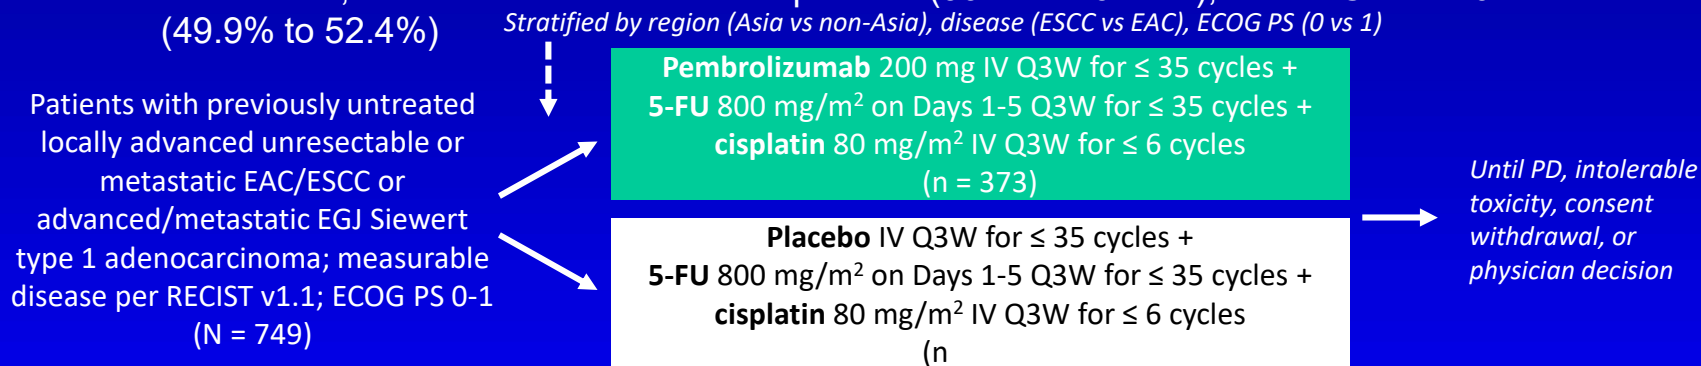 (49.9% to 52.4%)
Stratified by region (Asia vs non-Asia), disease (ESCC vs EAC), ECOG PS (0 vs 1)
Patients with previously untreated
locally advanced unresectable or
metastatic EAC/ESCC or
advanced/metastatic EGJ Siewert
type 1 adenocarcinoma; measurable
disease per RECIST v1.1; ECOG PS 0-1
(N = 749)
Pembrolizumab 200 mg IV Q3W for ≤ 35 cycles +
5-FU 800 mg/m² on Days 1-5 Q3W for ≤ 35 cycles +
cisplatin 80 mg/m² IV Q3W for ≤ 6 cycles
(n = 373)
Placebo IV Q3W for ≤ 35 cycles +
5-FU 800 mg/m² on Days 1-5 Q3W for ≤ 35 cycles +
cisplatin 80 mg/m² IV Q3W for ≤ 6 cycles
(n
Until PD, intolerable
toxicity, consent
withdrawal, or
physician decision